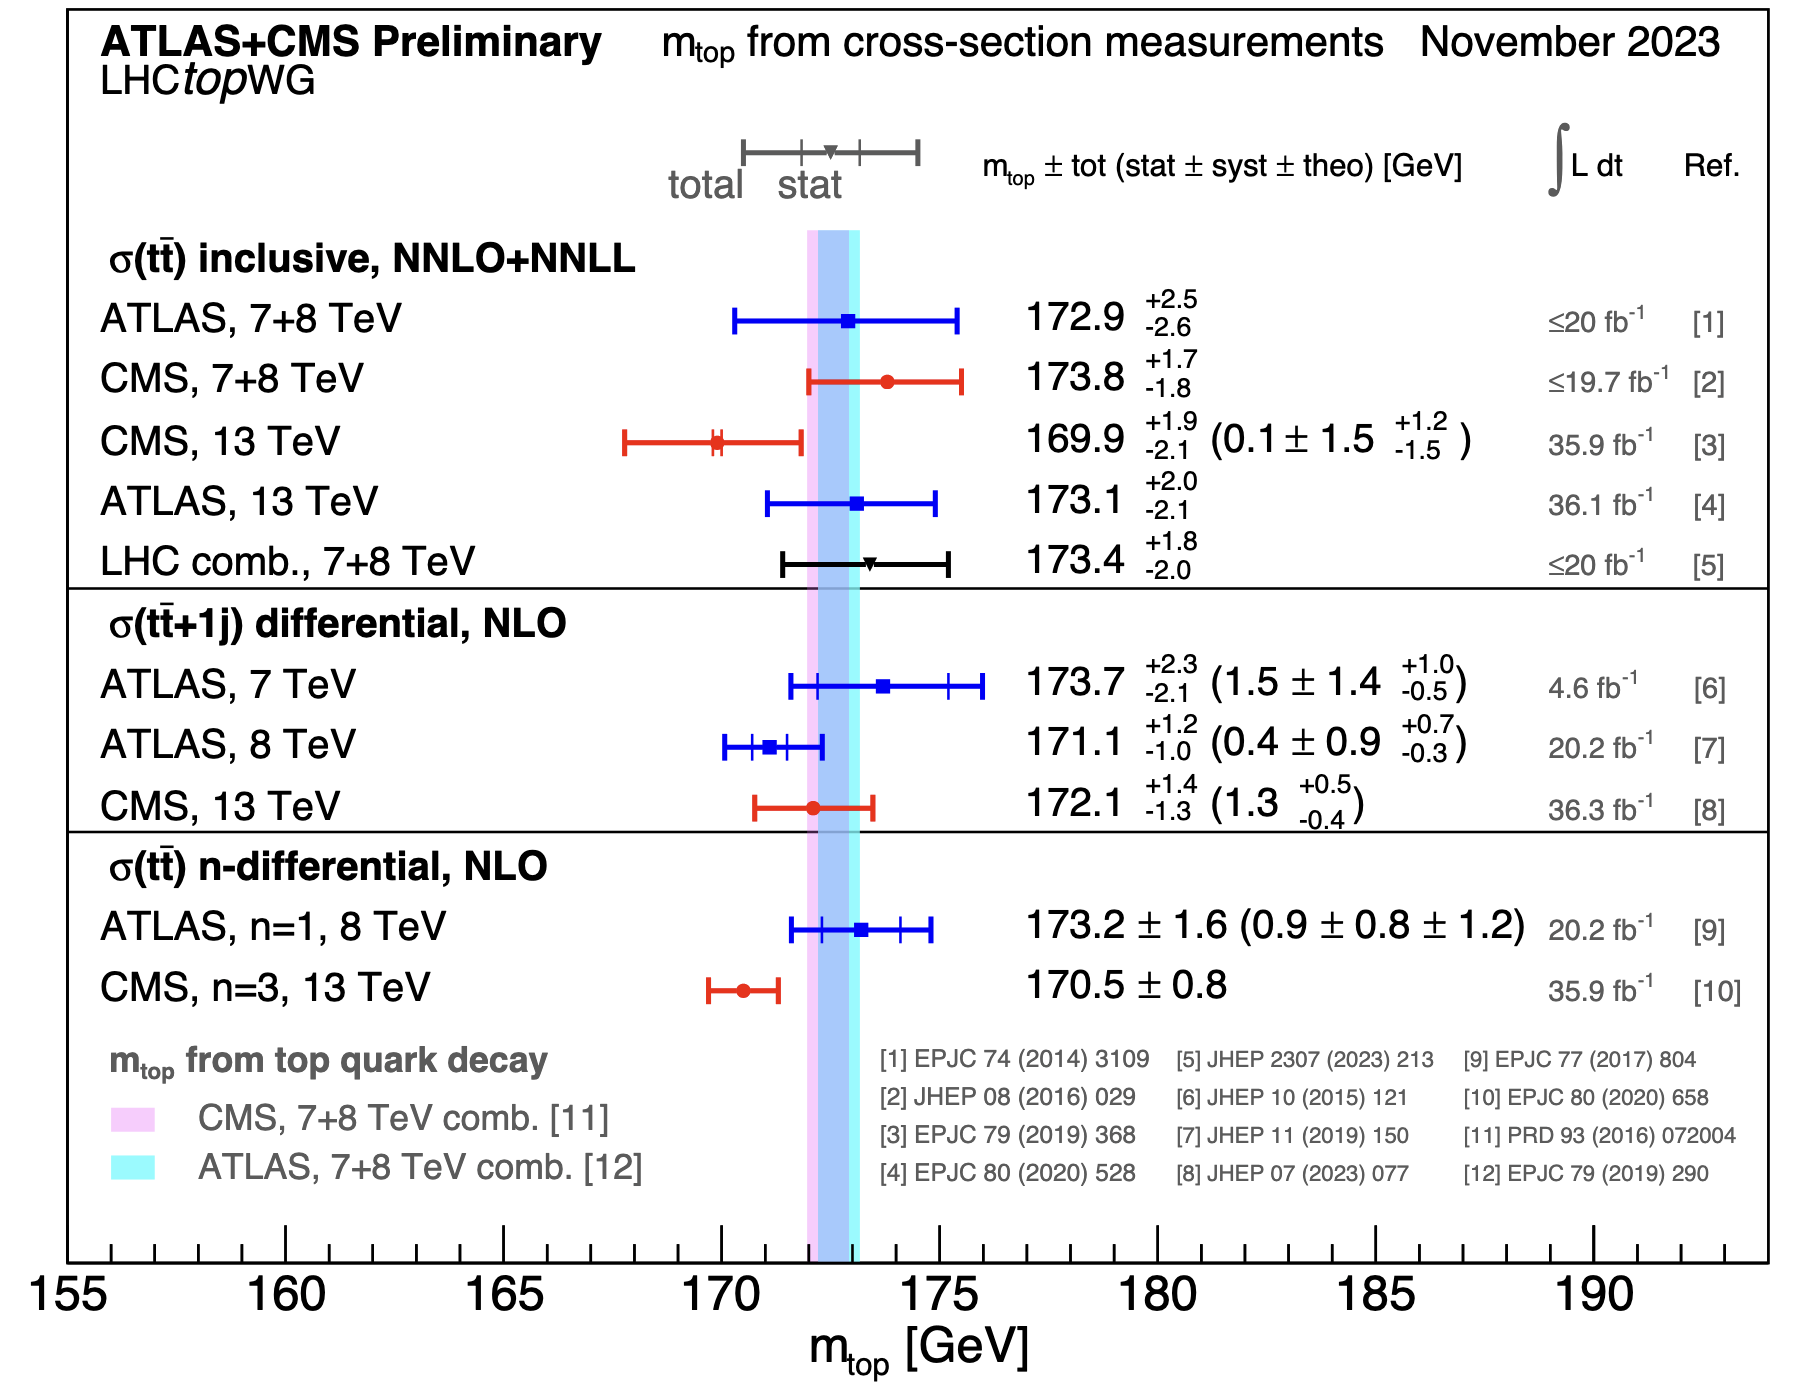 ATLAS+CMS Preliminary m_top from cross-section measurements November 2023
LHCtopWG
total stat m_top ± tot (stat ± syst ± theo) [GeV] ∫L dt Ref.
σ(tt̄) inclusive, NNLO+NNLL
ATLAS, 7+8 TeV 172.9 +2.5 -2.6 ≤20 fb⁻¹ [1]
CMS, 7+8 TeV 173.8 +1.7 -1.8 ≤19.7 fb⁻¹ [2]
CMS, 13 TeV 169.9 +1.9 -2.1 (0.1 ± 1.5 +1.2 -1.5 ) 35.9 fb⁻¹ [3]
ATLAS, 13 TeV 173.1 +2.0 -2.1 36.1 fb⁻¹ [4]
LHC comb., 7+8 TeV 173.4 +1.8 -2.0 ≤20 fb⁻¹ [5]
σ(tt̄+1j) differential, NLO
ATLAS, 7 TeV 173.7 +2.3 -2.1 (1.5 ± 1.4 +1.0 -0.5) 4.6 fb⁻¹ [6]
ATLAS, 8 TeV 171.1 +1.2 -1.0 (0.4 ± 0.9 +0.7 -0.3) 20.2 fb⁻¹ [7]
CMS, 13 TeV 172.1 +1.4 -1.3 (1.3 +0.5 -0.4) 36.3 fb⁻¹ [8]
σ(tt̄) n-differential, NLO
ATLAS, n=1, 8 TeV 173.2 ± 1.6 (0.9 ± 0.8 ± 1.2) 20.2 fb⁻¹ [9]
CMS, n=3, 13 TeV 170.5 ± 0.8 35.9 fb⁻¹ [10]
m_top from top quark decay
CMS, 7+8 TeV comb. [11]
ATLAS, 7+8 TeV comb. [12]
[1] EPJC 74 (2014) 3109 [5] JHEP 2307 (2023) 213 [9] EPJC 77 (2017) 804
[2] JHEP 08 (2016) 029 [6] JHEP 10 (2015) 121 [10] EPJC 80 (2020) 658
[3] EPJC 79 (2019) 368 [7] JHEP 11 (2019) 150 [11] PRD 93 (2016) 072004
[4] EPJC 80 (2020) 528 [8] JHEP 07 (2023) 077 [12] EPJC 79 (2019) 290
155 160 165 170 175 180 185 190
m_top [GeV]